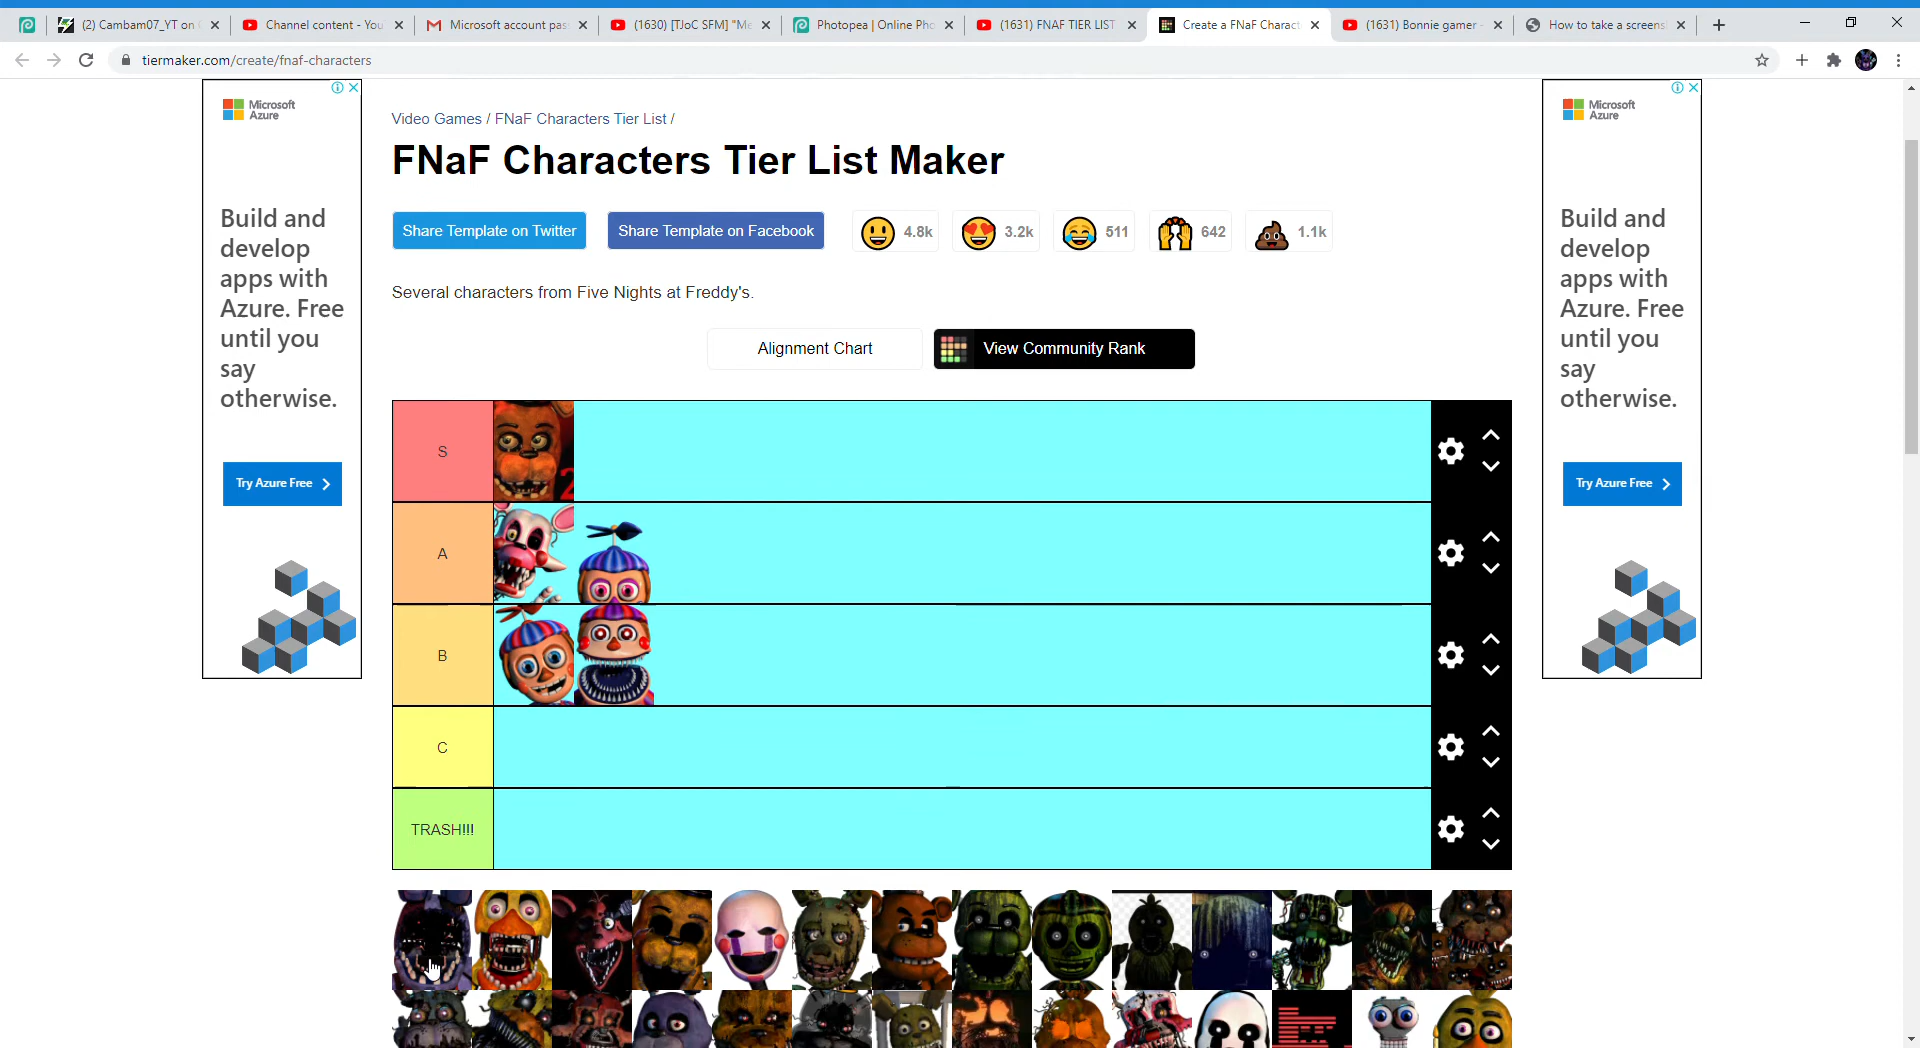 (2) Cambam07_YT on
Channel content - You
Microsoft account pas
(1630) [TJoC SFM] "Me
Photopea | Online Pho
(1631) FNAF TIER LIST
Create a FNaF Charact
(1631) Bonnie gamer -
How to take a screens
tiermaker.com/create/fnaf-characters
Microsoft
Azure
Build and
develop
apps with
Azure. Free
until you
say
otherwise.
Try Azure Free
Video Games / FNaF Characters Tier List /
FNaF Characters Tier List Maker
Share Template on Twitter
Share Template on Facebook
4.8k
3.2k
511
642
1.1k
Several characters from Five Nights at Freddy's.
Alignment Chart
View Community Rank
S
2
A
B
C
TRASH!!!
Microsoft
Azure
Build and
develop
apps with
Azure. Free
until you
say
otherwise.
Try Azure Free